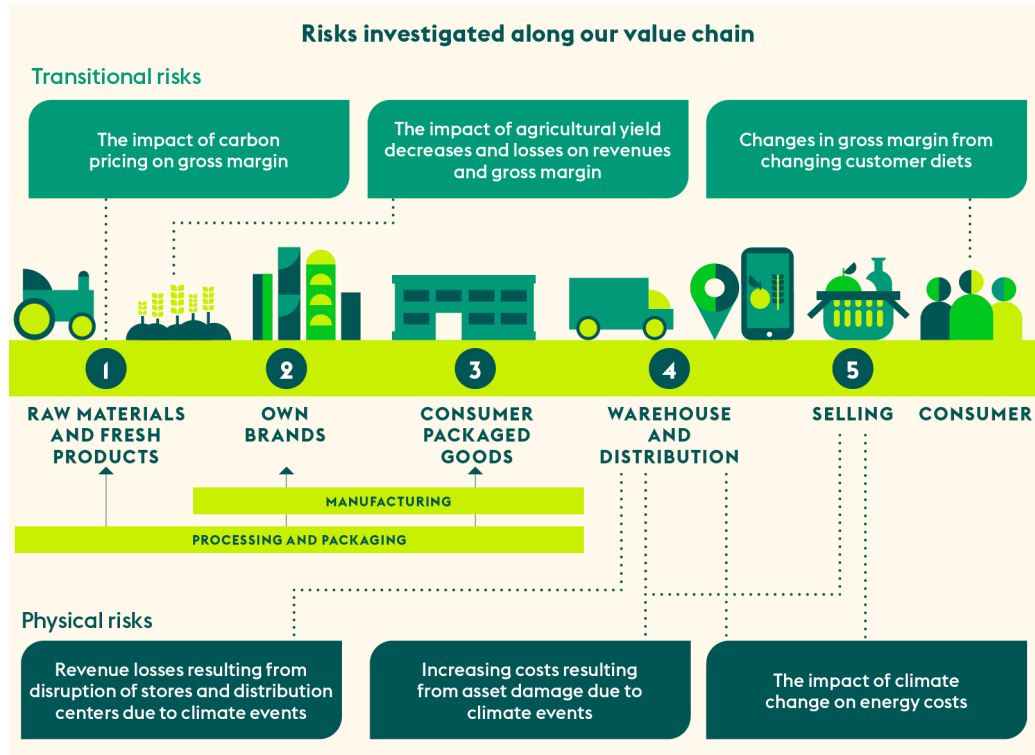 Risks investigated along our value chain
Transitional risks
The impact of carbon
pricing on gross margin
The impact of agricultural yield
decreases and losses on revenues
and gross margin
Changes in gross margin from
changing customer diets
1
2
3
4
5
RAW MATERIALS
AND FRESH
PRODUCTS
OWN
BRANDS
CONSUMER
PACKAGED
GOODS
WAREHOUSE
AND
DISTRIBUTION
SELLING
CONSUMER
MANUFACTURING
PROCESSING AND PACKAGING
Physical risks
Revenue losses resulting from
disruption of stores and distribution
centers due to climate events
Increasing costs resulting
from asset damage due to
climate events
The impact of climate
change on energy costs